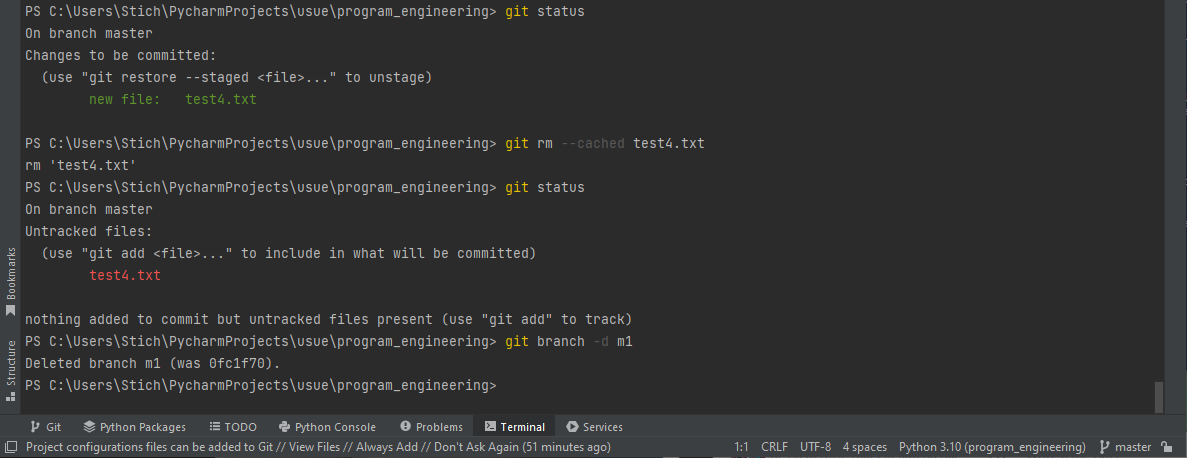 PS C:\Users\Stich\PycharmProjects\usue\program_engineering> git status
On branch master
Changes to be committed:
  (use "git restore --staged <file>..." to unstage)
        new file:   test4.txt

PS C:\Users\Stich\PycharmProjects\usue\program_engineering> git rm --cached test4.txt
rm 'test4.txt'
PS C:\Users\Stich\PycharmProjects\usue\program_engineering> git status
On branch master
Untracked files:
  (use "git add <file>..." to include in what will be committed)
        test4.txt

nothing added to commit but untracked files present (use "git add" to track)
PS C:\Users\Stich\PycharmProjects\usue\program_engineering> git branch -d m1
Deleted branch m1 (was 0fc1f70).
PS C:\Users\Stich\PycharmProjects\usue\program_engineering>
Bookmarks
Structure
Git Python Packages TODO Python Console Problems Terminal Services
Project configurations files can be added to Git // View Files // Always Add // Don't Ask Again (51 minutes ago) 1:1 CRLF UTF-8 4 spaces Python 3.10 (program_engineering) master